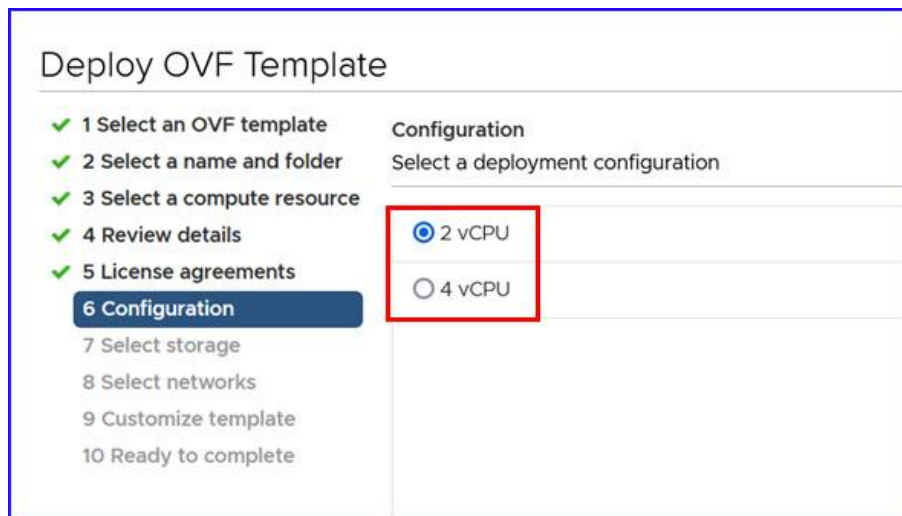 Deploy OVF Template
1 Select an OVF template
2 Select a name and folder
3 Select a compute resource
4 Review details
5 License agreements
6 Configuration
7 Select storage
8 Select networks
9 Customize template
10 Ready to complete
Configuration
Select a deployment configuration
2 vCPU
4 vCPU